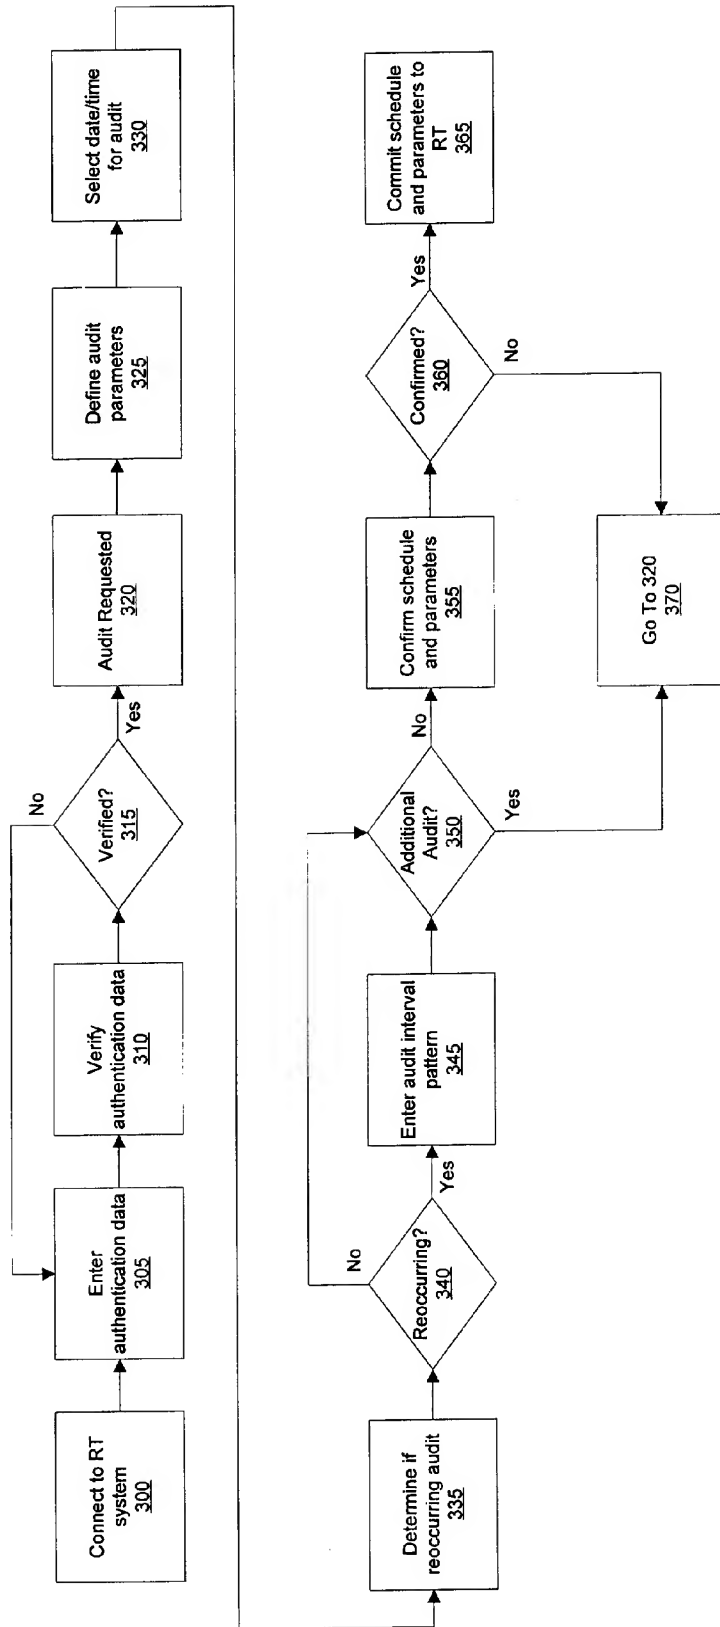 Connect to RT
system
300
Enter
authentication data
305
Verify
authentication data
310
Verified?
315
No
Yes
Audit Requested
320
Define audit
parameters
325
Select date/time
for audit
330
Determine if
reoccurring audit
335
Reoccurring?
340
No
Yes
Enter audit interval
pattern
345
Additional
Audit?
350
No
Yes
Confirm schedule
and parameters
355
Confirmed?
360
Yes
No
Commit schedule
and parameters to
RT
365
Go To 320
370